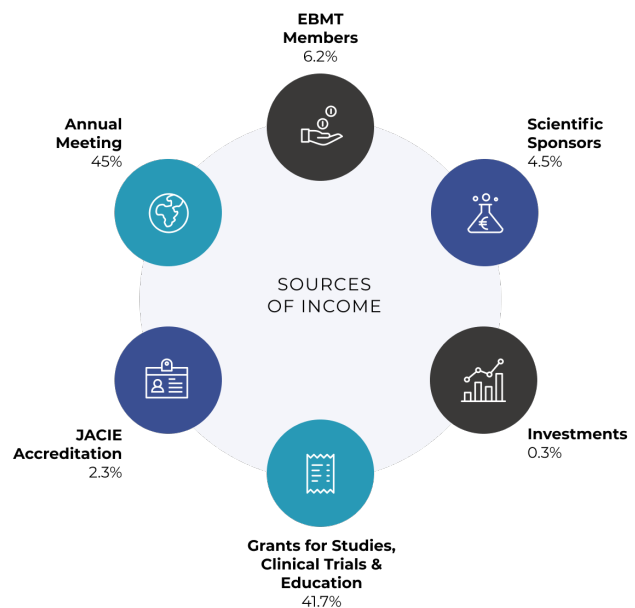 EBMT
Members
6.2%
Annual
Meeting
45%
Scientific
Sponsors
4.5%
€
SOURCES
OF INCOME
JACIE
Accreditation
2.3%
Investments
0.3%
Grants for Studies,
Clinical Trials &
Education
41.7%